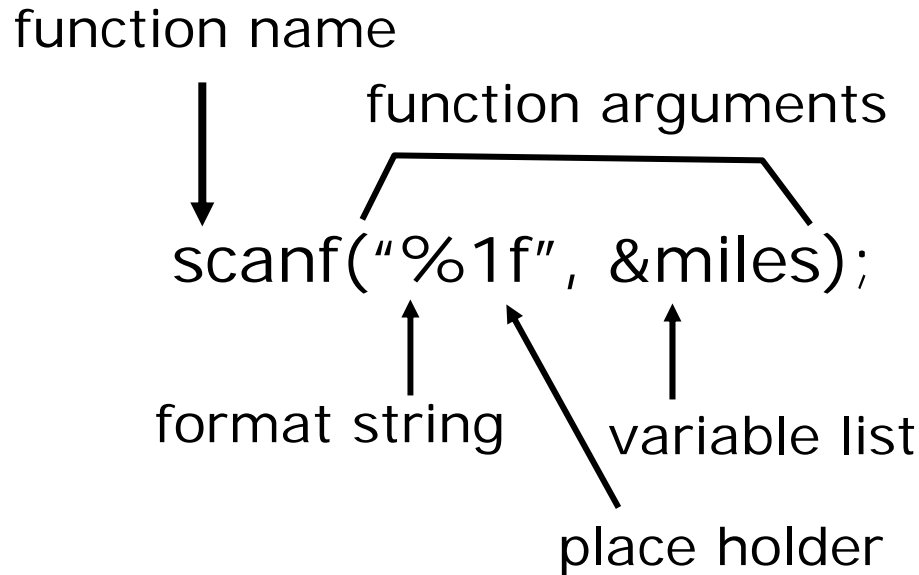 function name
function arguments
scanf(“%1f”, &miles);
format string
variable list
place holder